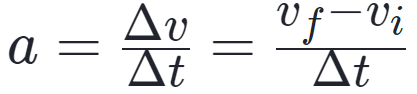 a = Δv/Δt = (v_f − v_i)/Δt